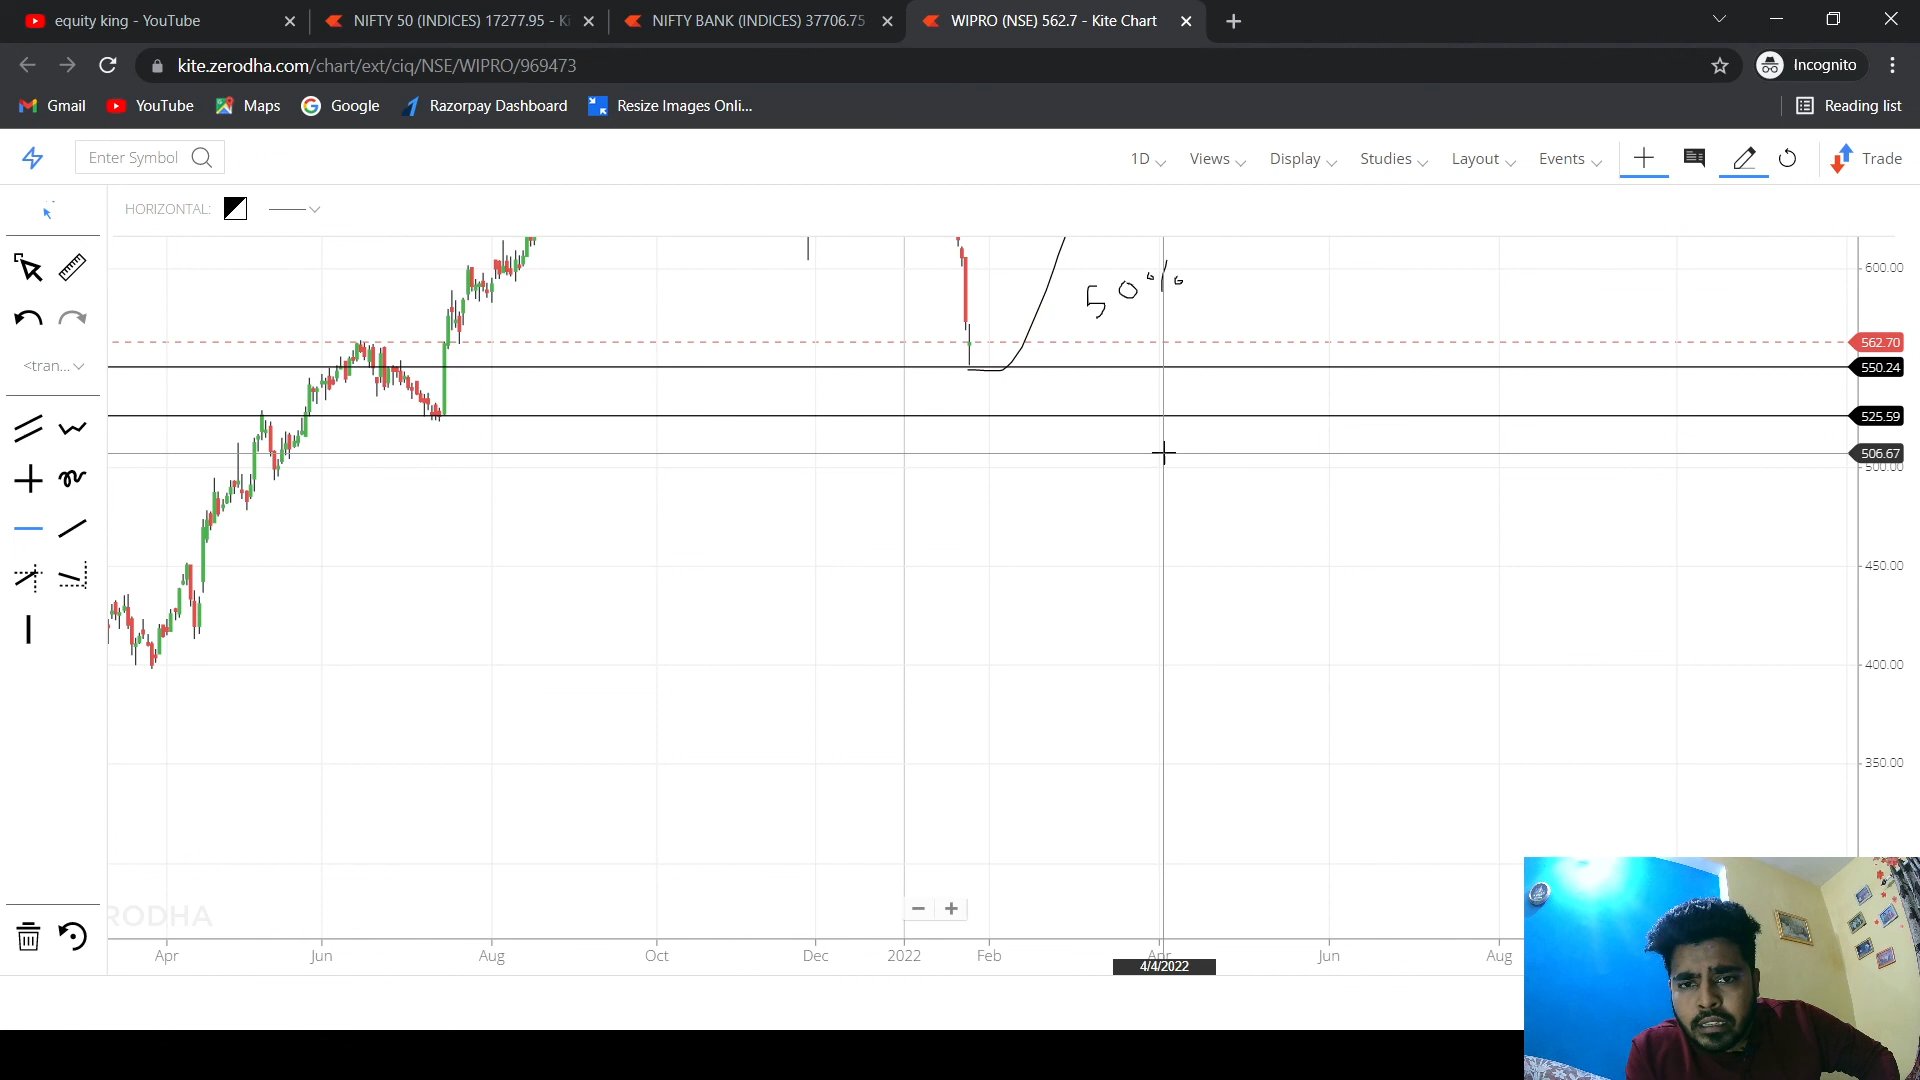 equity king - YouTube
NIFTY 50 (INDICES) 17277.95 - Ki
NIFTY BANK (INDICES) 37706.75
WIPRO (NSE) 562.7 - Kite Chart
kite.zerodha.com/chart/ext/ciq/NSE/WIPRO/969473
Incognito
Gmail
YouTube
Maps
Google
Razorpay Dashboard
Resize Images Onli...
Reading list
Enter Symbol
1D
Views
Display
Studies
Layout
Events
Trade
HORIZONTAL:
<tran...
50%
600.00
562.70
550.24
525.59
506.67
500.00
450.00
400.00
350.00
RODHA
Apr
Jun
Aug
Oct
Dec
2022
Feb
Apr
Jun
Aug
4/4/2022